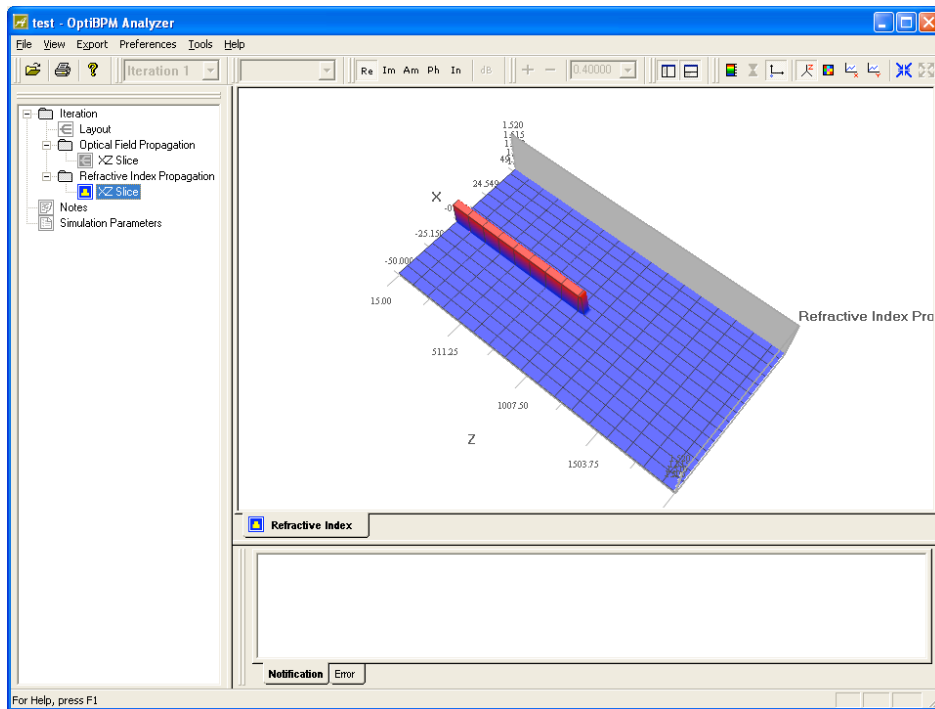 test - OptiBPM Analyzer
File View Export Preferences Tools Help
Iteration 1 Re Im Am Ph In dB 0.40000
Iteration
Layout
Optical Field Propagation
XZ Slice
Refractive Index Propagation
XZ Slice
Notes
Simulation Parameters
1.520
1.515
24.549
X
-25.150
-50.000
15.00
Refractive Index Pro
511.25
1007.50
Z
1503.75
Refractive Index
Notification Error
For Help, press F1